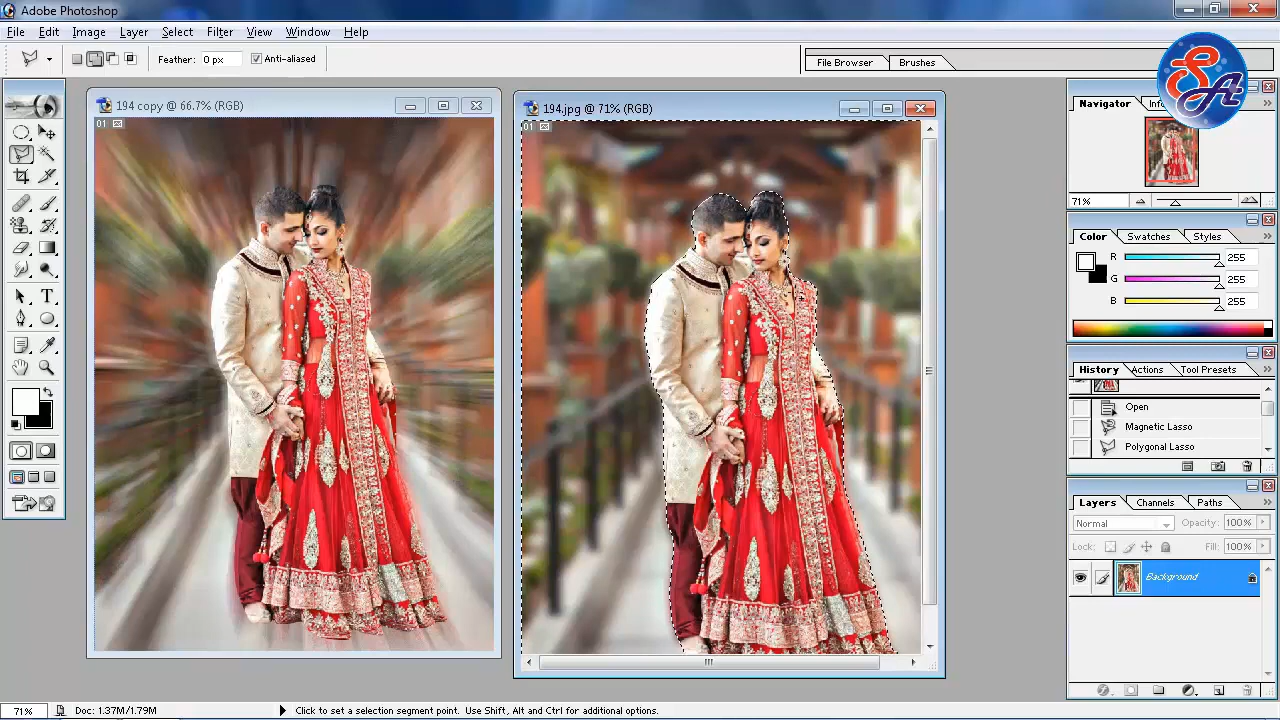 Adobe Photoshop
File Edit Image Layer Select Filter View Window Help
Feather: 0 px Anti-aliased File Browser Brushes
SA
194 copy @ 66.7% (RGB)
194.jpg @ 71% (RGB)
01
01
Navigator
71%
Color Swatches Styles
R 255
G 255
B 255
History Actions Tool Presets
Open
Magnetic Lasso
Polygonal Lasso
Layers Channels Paths
Normal Opacity: 100%
Lock: Fill: 100%
Background
T
71% Doc: 1.37M/1.79M Click to set a selection segment point. Use Shift, Alt and Ctrl for additional options.